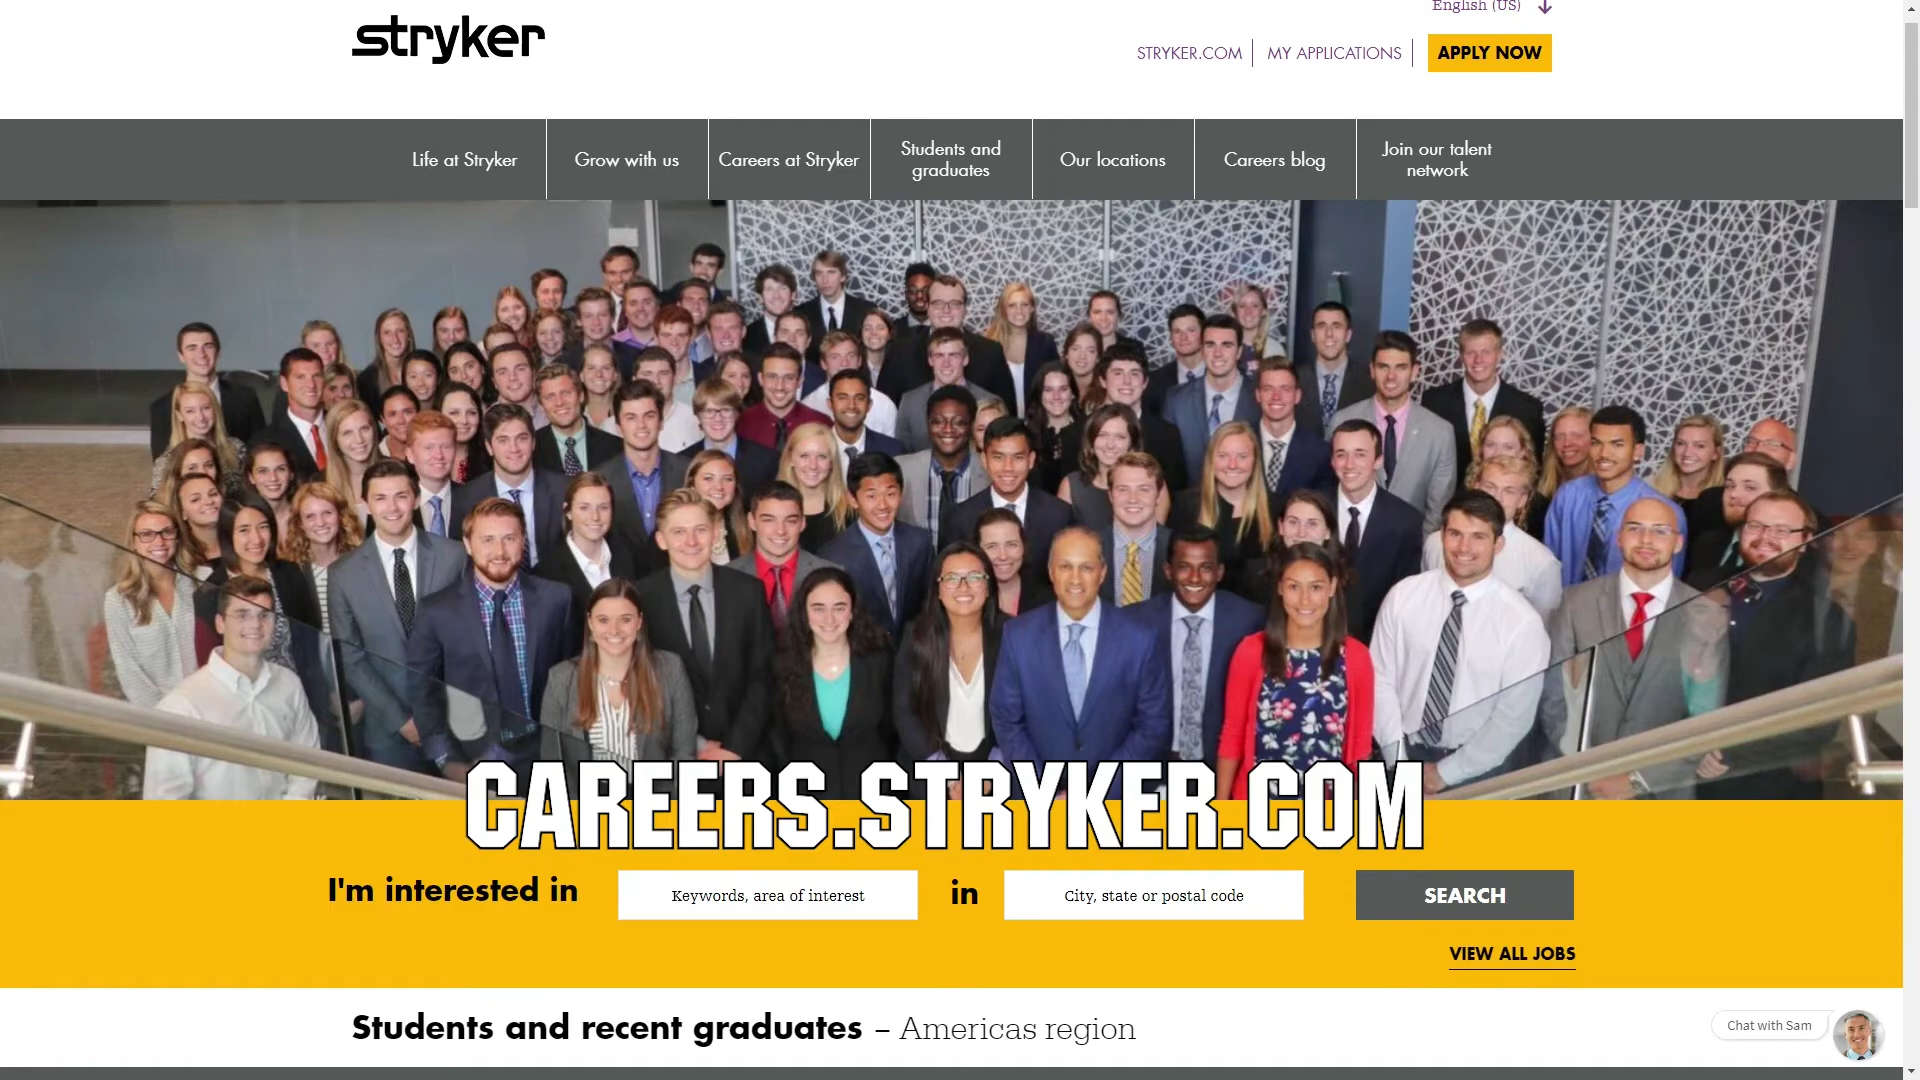 English (US)
stryker
STRYKER.COM
MY APPLICATIONS
APPLY NOW
Life at Stryker
Grow with us
Careers at Stryker
Students and
graduates
Our locations
Careers blog
Join our talent
network
CAREERS.STRYKER.COM
I'm interested in
Keywords, area of interest
in
City, state or postal code
SEARCH
VIEW ALL JOBS
Students and recent graduates – Americas region
Chat with Sam